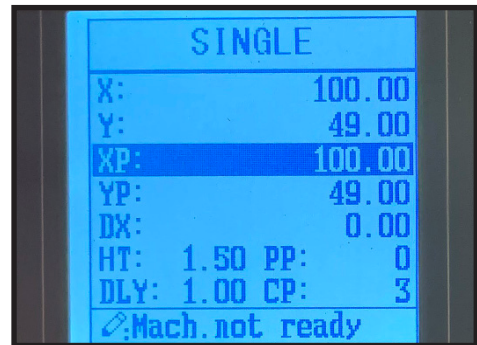 SINGLE
X: 100.00
Y: 49.00
XP: 100.00
YP: 49.00
DX: 0.00
HT: 1.50 PP: 0
DLY: 1.00 CP: 3
:Mach.not ready